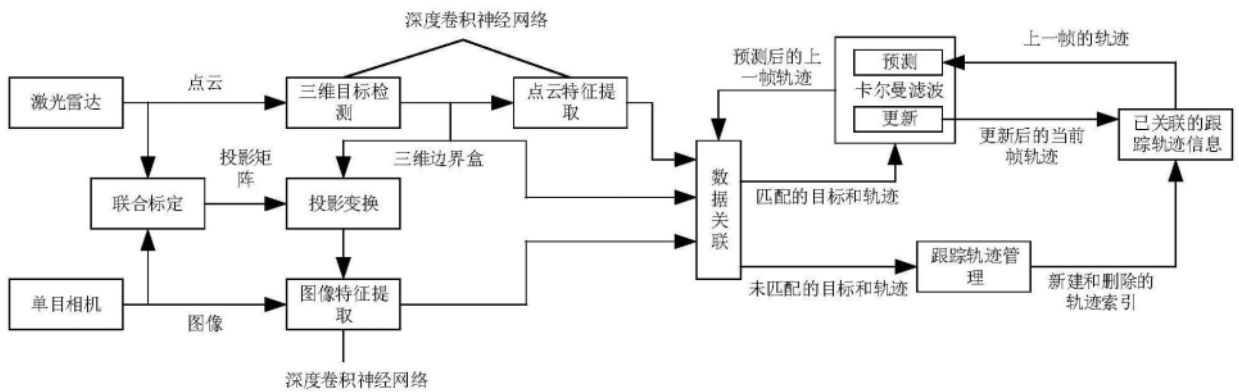 深度卷积神经网络
激光雷达
点云
三维目标检
测
点云特征提
取
预测后的上
一帧轨迹
预测
卡尔曼滤波
更新
上一帧的轨迹
已关联的跟
踪轨迹信息
更新后的当前
帧轨迹
三维边界盒
投影矩
阵
联合标定
投影变换
数
据
关
联
匹配的目标和轨迹
单目相机
图像
图像特征提
取
未匹配的目标和轨迹
跟踪轨迹管
理
新建和删除的
轨迹索引
深度卷积神经网络